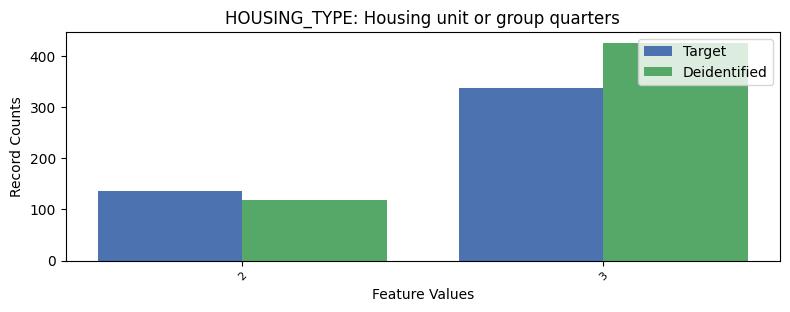 HOUSING_TYPE: Housing unit or group quarters
Target
Deidentified
400
300
200
100
0
Record Counts
2
3
Feature Values